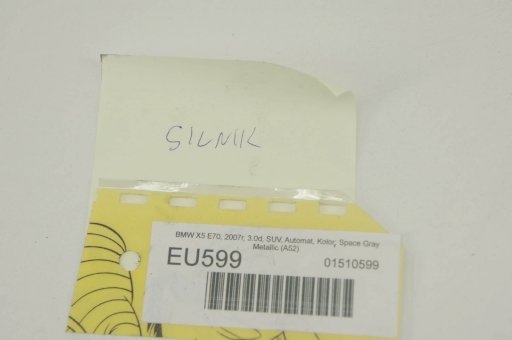 SILNIK
BMW X5 E70, 2007r, 3.0d, SUV, Automat, Kolor, Space Gray
Metallic (A52)
EU599
01510599